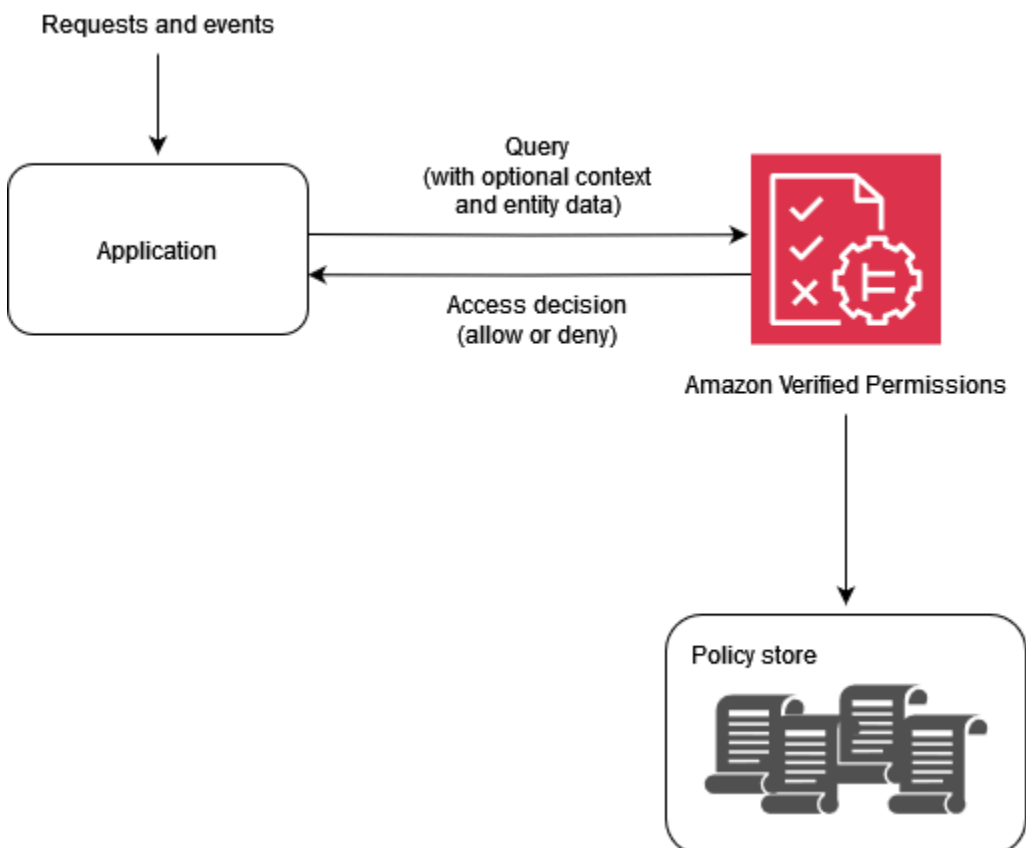 Requests and events
Query
(with optional context
and entity data)
Application
Access decision
(allow or deny)
Amazon Verified Permissions
Policy store